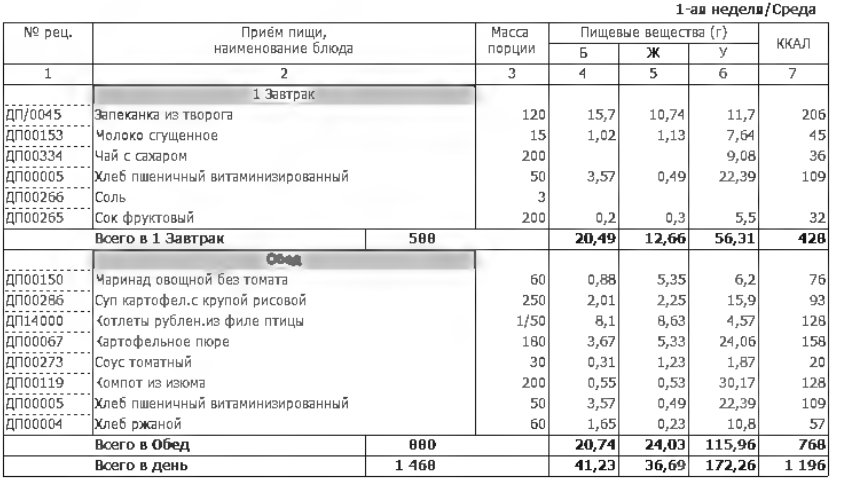 1-ая неделя/Среда
№ рец. Приём пищи, наименование блюда Масса порции Пищевые вещества (г) ККАЛ
Б Ж У
1 2 3 4 5 6 7
1 Завтрак
ДП/0045 Запеканка из творога 120 15,7 10,74 11,7 206
ДП00153 Молоко сгущенное 15 1,02 1,13 7,64 45
ДП00334 Чай с сахаром 200 9,08 36
ДП00005 Хлеб пшеничный витаминизированный 50 3,57 0,49 22,39 109
ДП00266 Соль 3
ДП00265 Сок фруктовый 200 0,2 0,3 5,5 32
Всего в 1 Завтрак 588 20,49 12,66 56,31 428
Обед
ДП00150 Маринад овощной без томата 60 0,88 5,35 6,2 76
ДП00286 Суп картофел.с крупой рисовой 250 2,01 2,25 15,9 93
ДП14000 Котлеты рублен.из филе птицы 1/50 8,1 8,63 4,57 128
ДП00067 Картофельное пюре 180 3,67 5,33 24,06 158
ДП00273 Соус томатный 30 0,31 1,23 1,87 20
ДП00119 Компот из изюма 200 0,55 0,53 30,17 128
ДП00005 Хлеб пшеничный витаминизированный 50 3,57 0,49 22,39 109
ДП00004 Хлеб ржаной 60 1,65 0,23 10,8 57
Всего в Обед 880 20,74 24,03 115,96 768
Всего в день 1 468 41,23 36,69 172,26 1 196